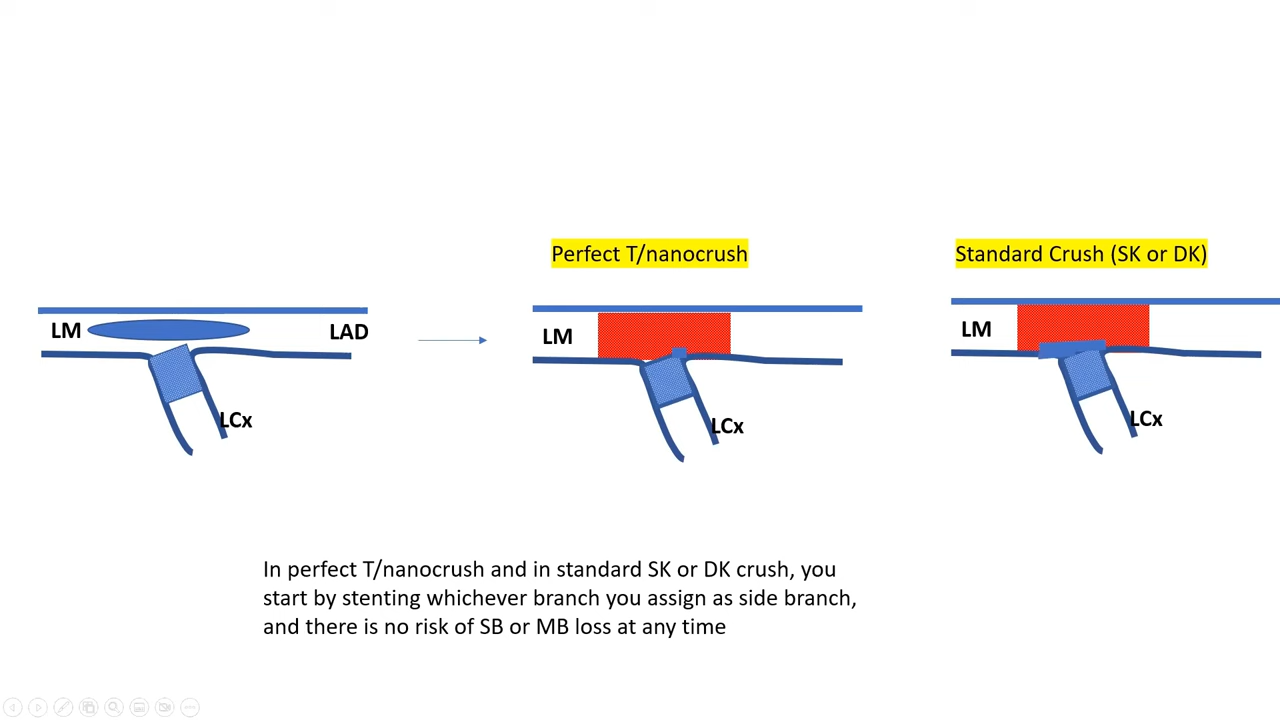 Perfect T/nanocrush
Standard Crush (SK or DK)
LM
LAD
LCx
LM
LCx
LM
LCx
In perfect T/nanocrush and in standard SK or DK crush, you
start by stenting whichever branch you assign as side branch,
and there is no risk of SB or MB loss at any time